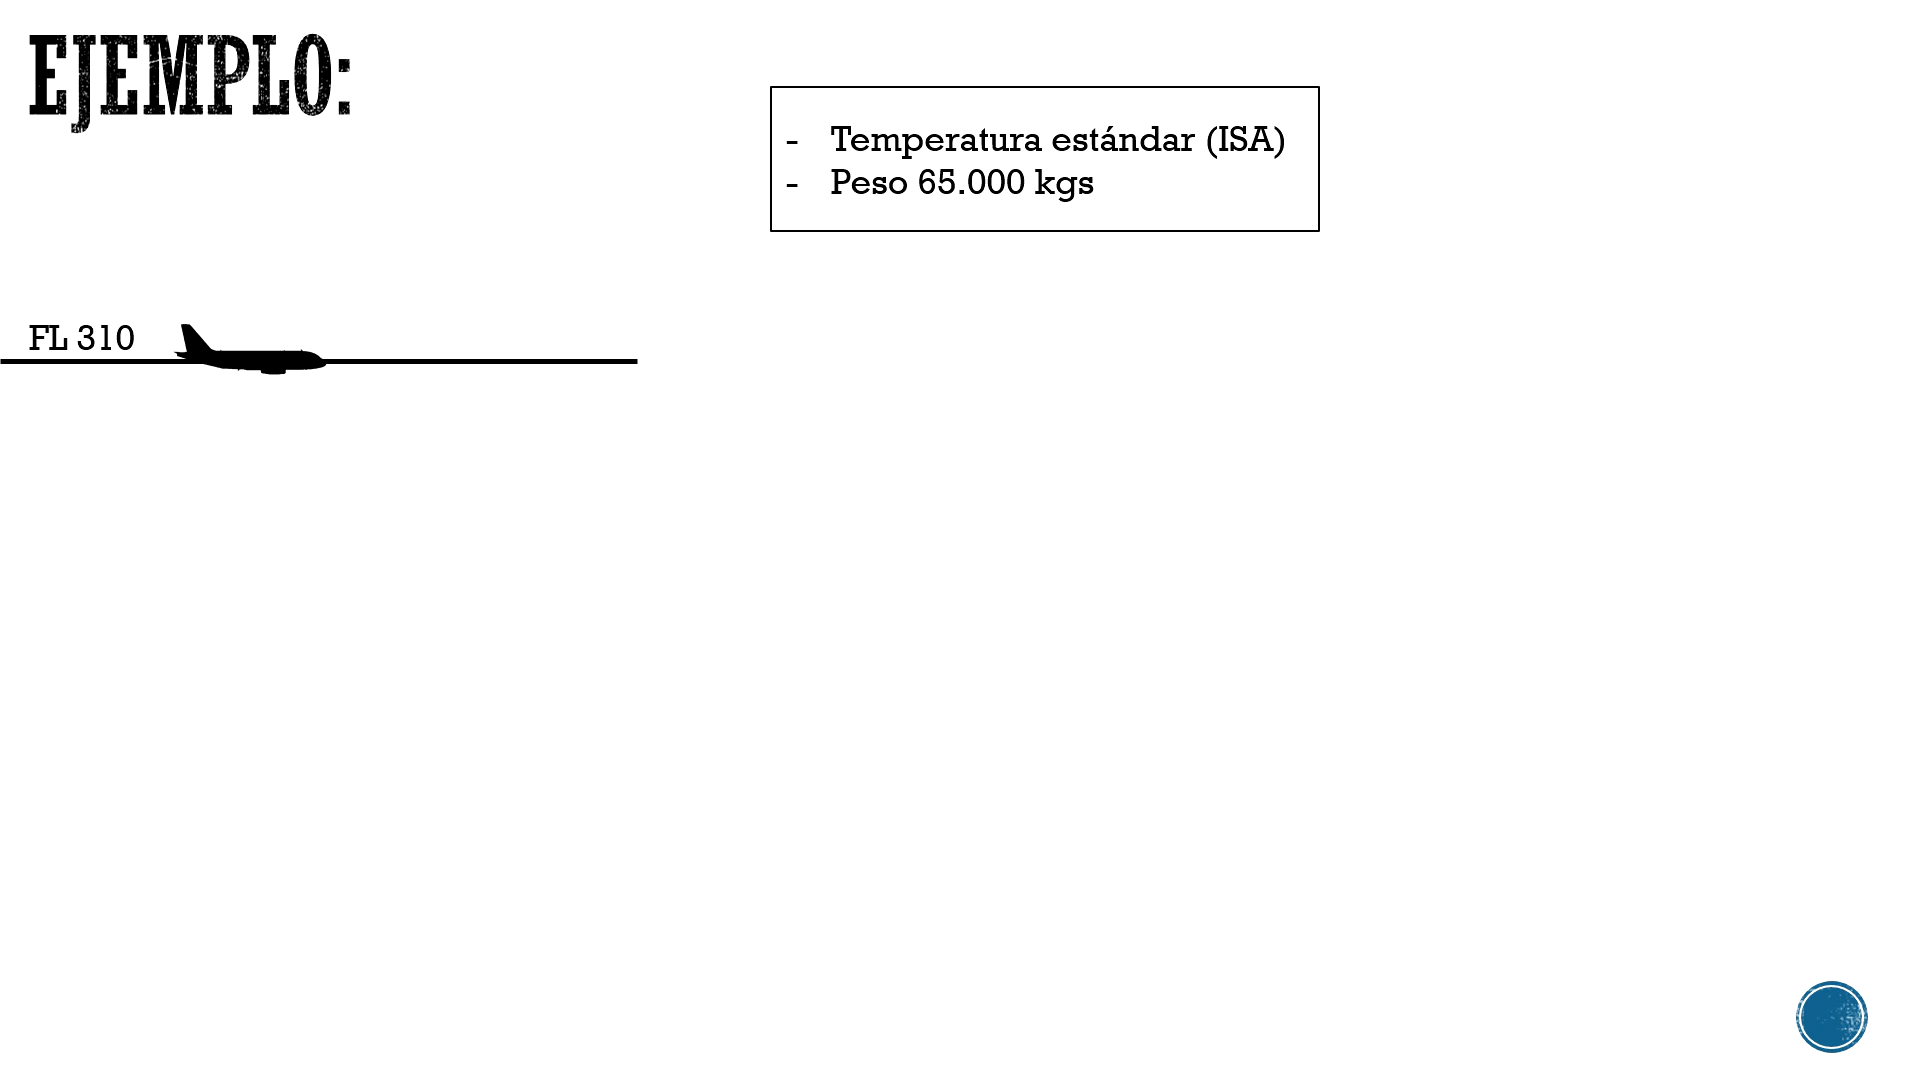 EJEMPLO:
- Temperatura estándar (ISA)
- Peso 65.000 kgs
FL 310